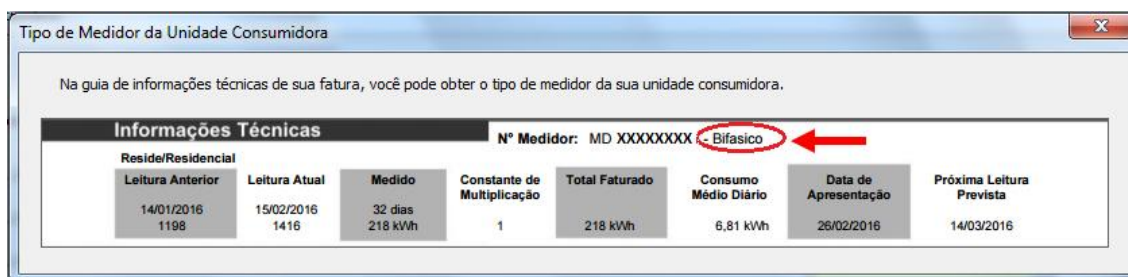 Tipo de Medidor da Unidade Consumidora
X
Na guia de informações técnicas de sua fatura, você pode obter o tipo de medidor da sua unidade consumidora.
Informações Técnicas
Nº Medidor: MD XXXXXXXX - Bifasico
Reside/Residencial
Leitura Anterior Leitura Atual Medido Constante de Multiplicação Total Faturado Consumo Médio Diário Data de Apresentação Próxima Leitura Prevista
14/01/2016 15/02/2016 32 dias
1198 1416 218 kWh 1 218 kWh 6,81 kWh 26/02/2016 14/03/2016